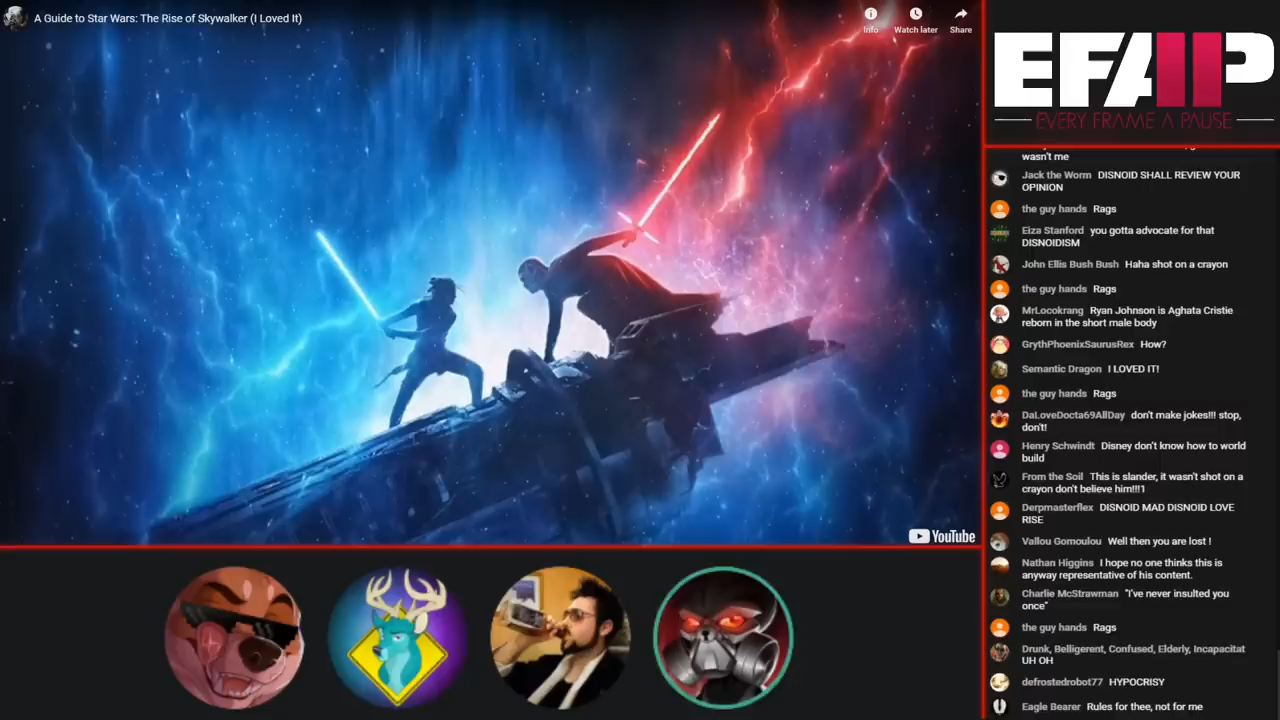 A Guide to Star Wars: The Rise of Skywalker (I Loved It)
Info
Watch later
Share
YouTube
EFAP
EVERY FRAME A PAUSE
wasn't me
Jack the Worm DISNOID SHALL REVIEW YOUR
OPINION
the guy hands Rags
Eiza Stanford you gotta advocate for that
DISNOIDISM
John Ellis Bush Bush Haha shot on a crayon
the guy hands Rags
MrLocokrang Ryan Johnson is Aghata Cristie
reborn in the short male body
GrythPhoenixSaurusRex How?
Semantic Dragon I LOVED IT!
the guy hands Rags
DaLoveDocta69AllDay don't make jokes!!! stop,
don't!
Henry Schwindt Disney don't know how to world
build
From the Soil This is slander, it wasn't shot on a
crayon don't believe him!!!1
Derpmasterflex DISNOID MAD DISNOID LOVE
RISE
Vallou Gomoulou Well then you are lost !
Nathan Higgins I hope no one thinks this is
anyway representative of his content.
Charlie McStrawman "I've never insulted you
once"
the guy hands Rags
Drunk, Belligerent, Confused, Elderly, Incapacitat
UH OH
defrostedrobot77 HYPOCRISY
Eagle Bearer Rules for thee, not for me